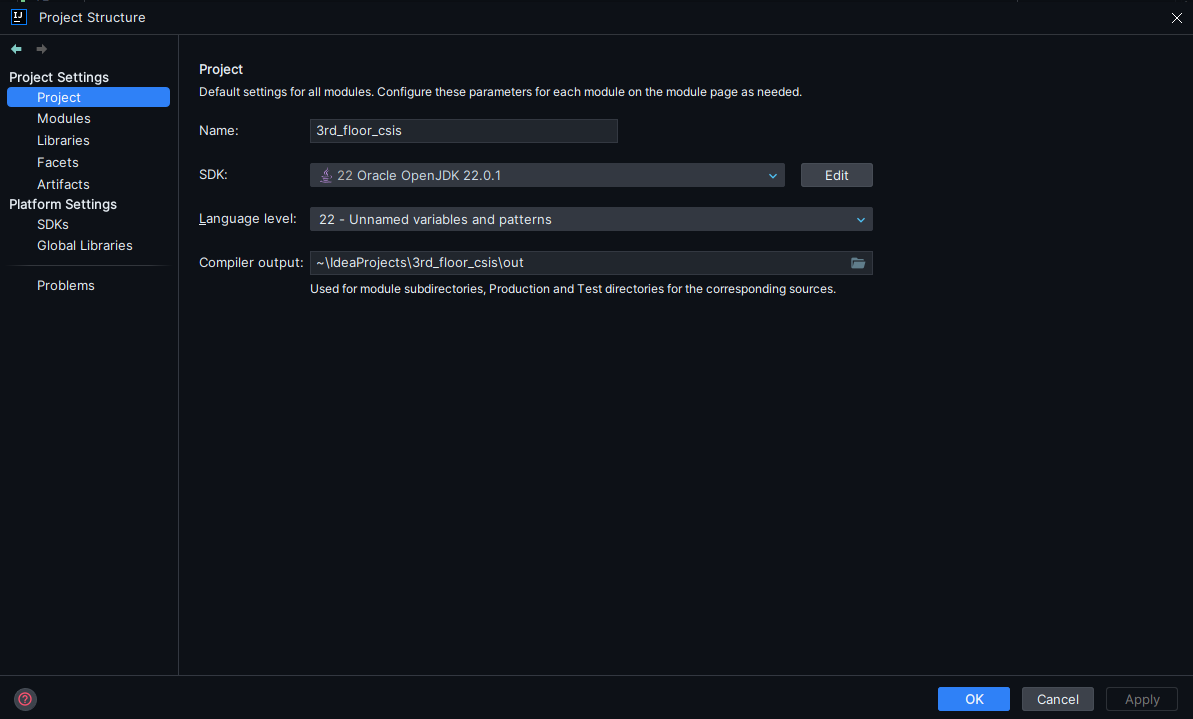 IJ
Project Structure
Project Settings
Project
Modules
Libraries
Facets
Artifacts
Platform Settings
SDKs
Global Libraries
Problems
Project
Default settings for all modules. Configure these parameters for each module on the module page as needed.
Name: 3rd_floor_csis
SDK: 22 Oracle OpenJDK 22.0.1 Edit
Language level: 22 - Unnamed variables and patterns
Compiler output: ~\IdeaProjects\3rd_floor_csis\out
Used for module subdirectories, Production and Test directories for the corresponding sources.
? OK Cancel Apply